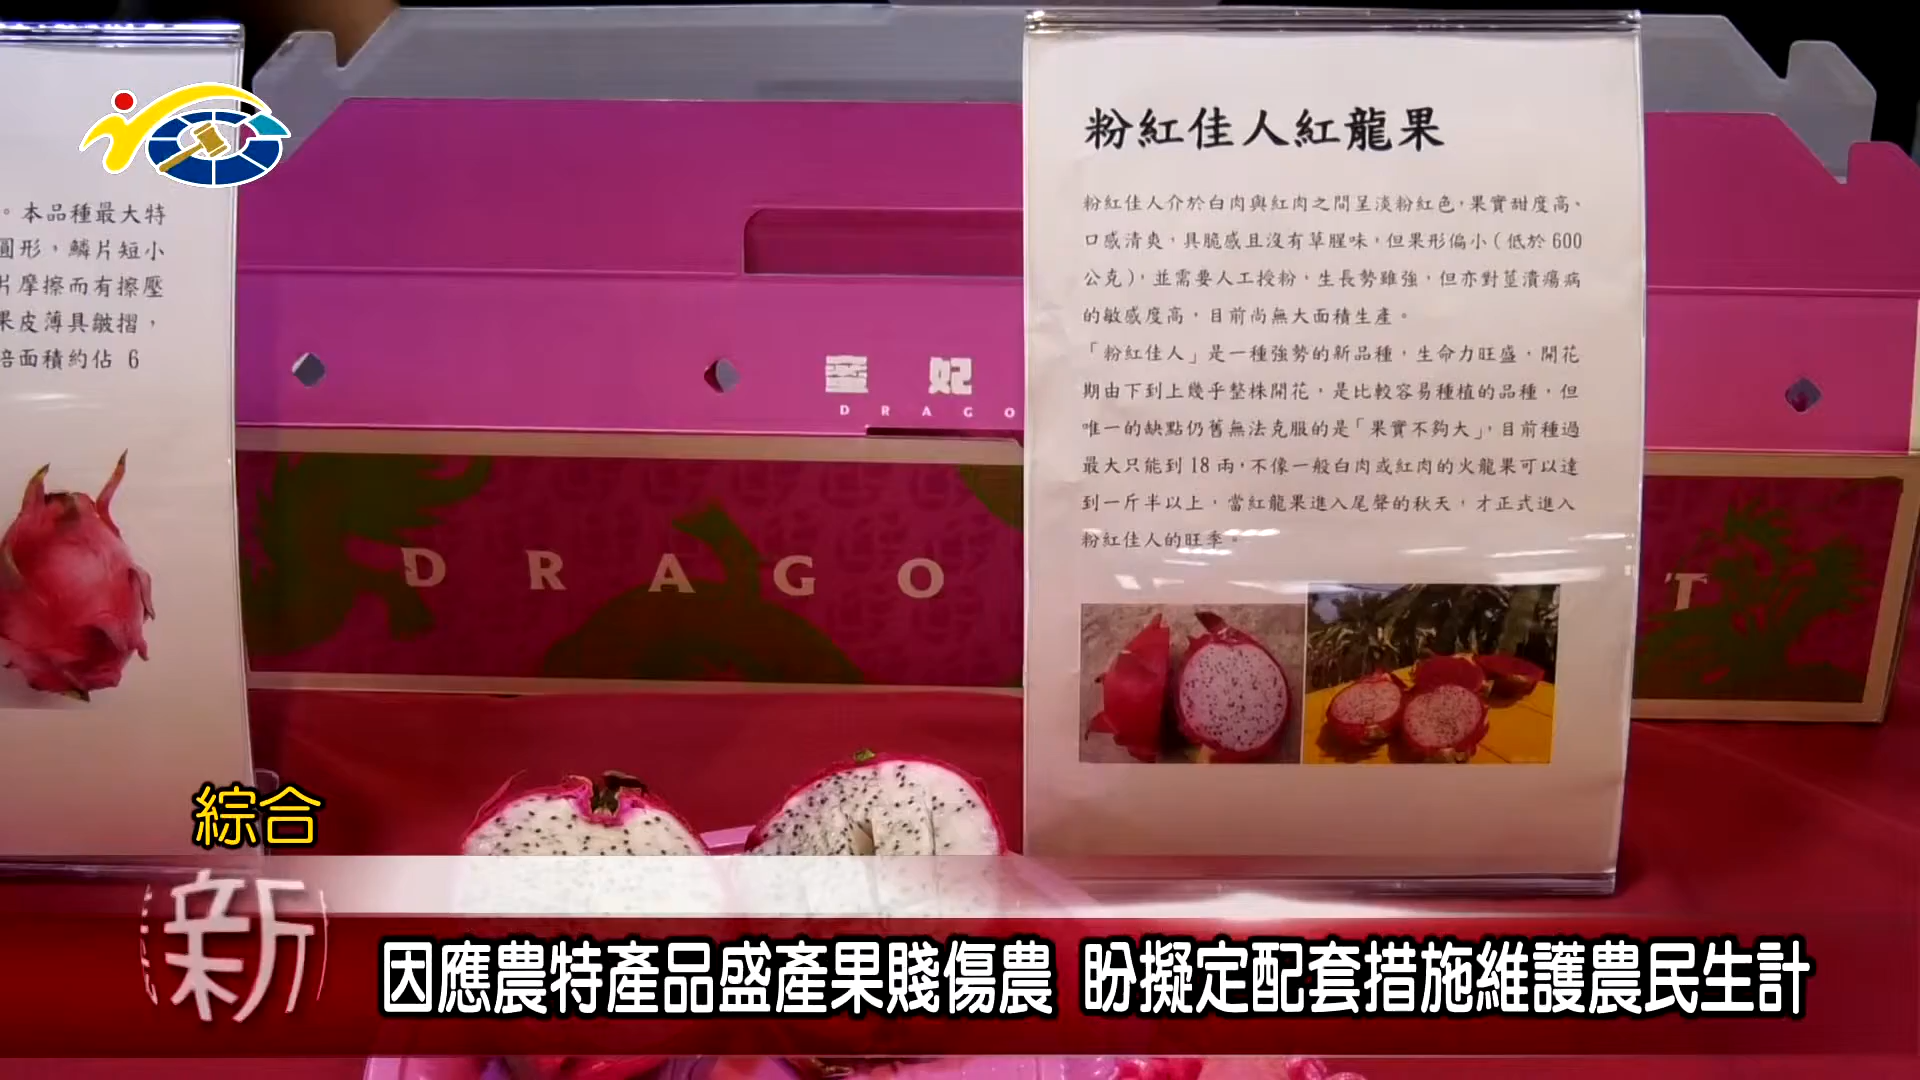 。本品種最大特
圓形，鱗片短小
片摩擦而有擦壓
果皮薄具皺摺，
培面積約佔 6
蜜 妃
DRAGO
DRAGO
T
粉紅佳人紅龍果
粉紅佳人介於白肉與紅肉之間呈淡粉紅色，果實甜度高、
口感清爽，具脆感且沒有草腥味，但果形偏小（低於 600
公克），並需要人工授粉，生長勢雖強，但亦對莖潰瘍病
的敏感度高，目前尚無大面積生產。
「粉紅佳人」是一種強勢的新品種，生命力旺盛，開花
期由下到上幾乎整株開花，是比較容易種植的品種，但
唯一的缺點仍舊無法克服的是「果實不夠大」，目前種過
最大只能到 18 兩，不像一般白肉或紅肉的火龍果可以達
到一斤半以上，當紅龍果進入尾聲的秋天，才正式進入
粉紅佳人的旺季。
綜合
新
因應農特產品盛產果賤傷農 盼擬定配套措施維護農民生計